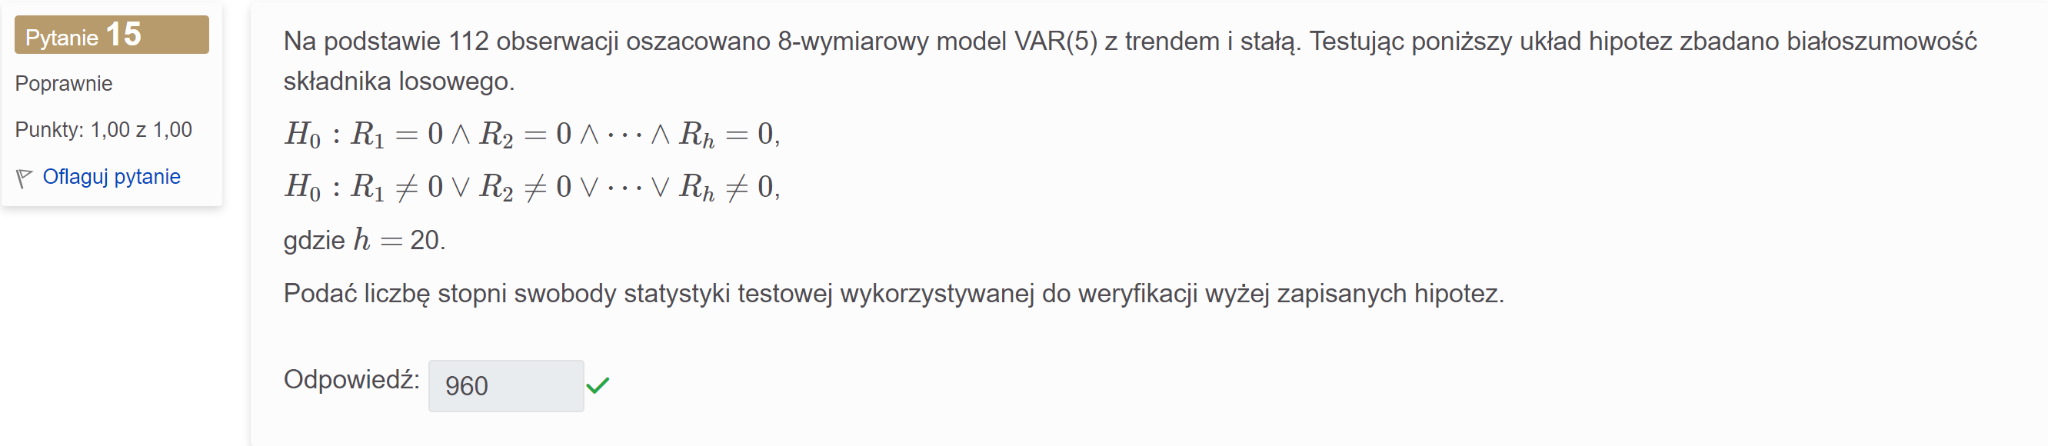 Pytanie 15
Poprawnie
Punkty: 1,00 z 1,00
Oflaguj pytanie
Na podstawie 112 obserwacji oszacowano 8-wymiarowy model VAR(5) z trendem i stałą. Testując poniższy układ hipotez zbadano białoszumowość
składnika losowego.
H₀ : R₁ = 0 ∧ R₂ = 0 ∧ ⋯ ∧ Rₕ = 0,
H₀ : R₁ ≠ 0 ∨ R₂ ≠ 0 ∨ ⋯ ∨ Rₕ ≠ 0,
gdzie h = 20.
Podać liczbę stopni swobody statystyki testowej wykorzystywanej do weryfikacji wyżej zapisanych hipotez.
Odpowiedź: 960